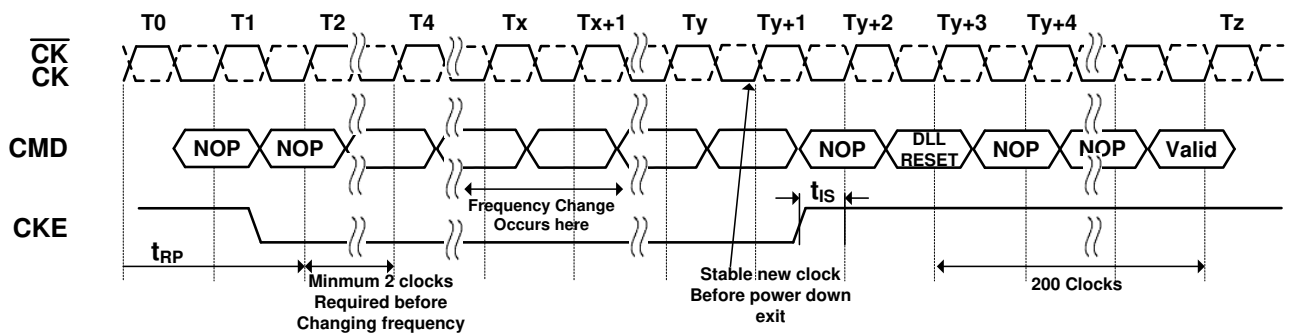 T0 T1 T2 T4 Tx Tx+1 Ty Ty+1 Ty+2 Ty+3 Ty+4 Tz
CK
CK
CMD NOP NOP NOP DLL RESET NOP NOP Valid
Frequency Change
Occurs here
tIS
CKE
tRP
Minimum 2 clocks
Required before
Changing frequency
Stable new clock
Before power down
exit
200 Clocks